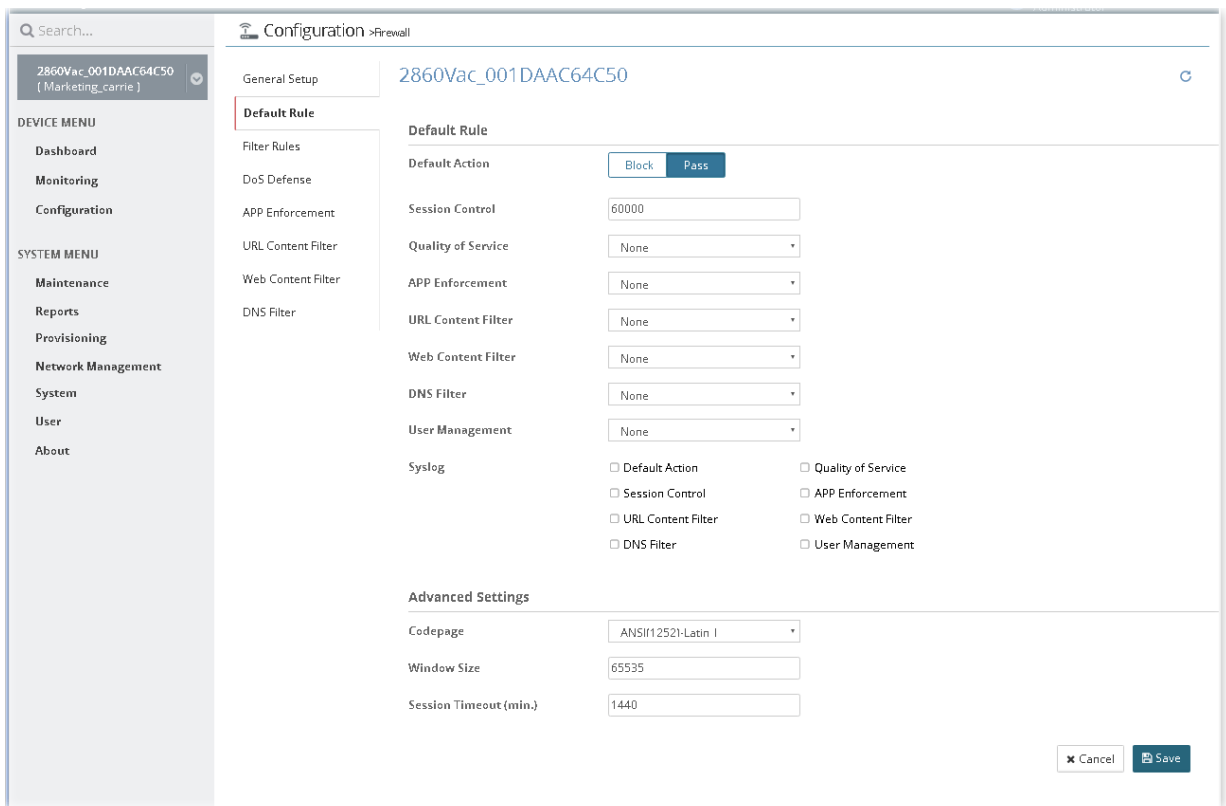 Search...
Configuration >Firewall
2860Vac_001DAAC64C50
[ Marketing_carrie ]
DEVICE MENU
Dashboard
Monitoring
Configuration
SYSTEM MENU
Maintenance
Reports
Provisioning
Network Management
System
User
About
General Setup
Default Rule
Filter Rules
DoS Defense
APP Enforcement
URL Content Filter
Web Content Filter
DNS Filter
2860Vac_001DAAC64C50
Default Rule
Default Action Block Pass
Session Control 60000
Quality of Service None
APP Enforcement None
URL Content Filter None
Web Content Filter None
DNS Filter None
User Management None
Syslog Default Action Quality of Service
Session Control APP Enforcement
URL Content Filter Web Content Filter
DNS Filter User Management
Advanced Settings
Codepage ANSI(1252)-Latin I
Window Size 65535
Session Timeout (min.) 1440
Cancel Save